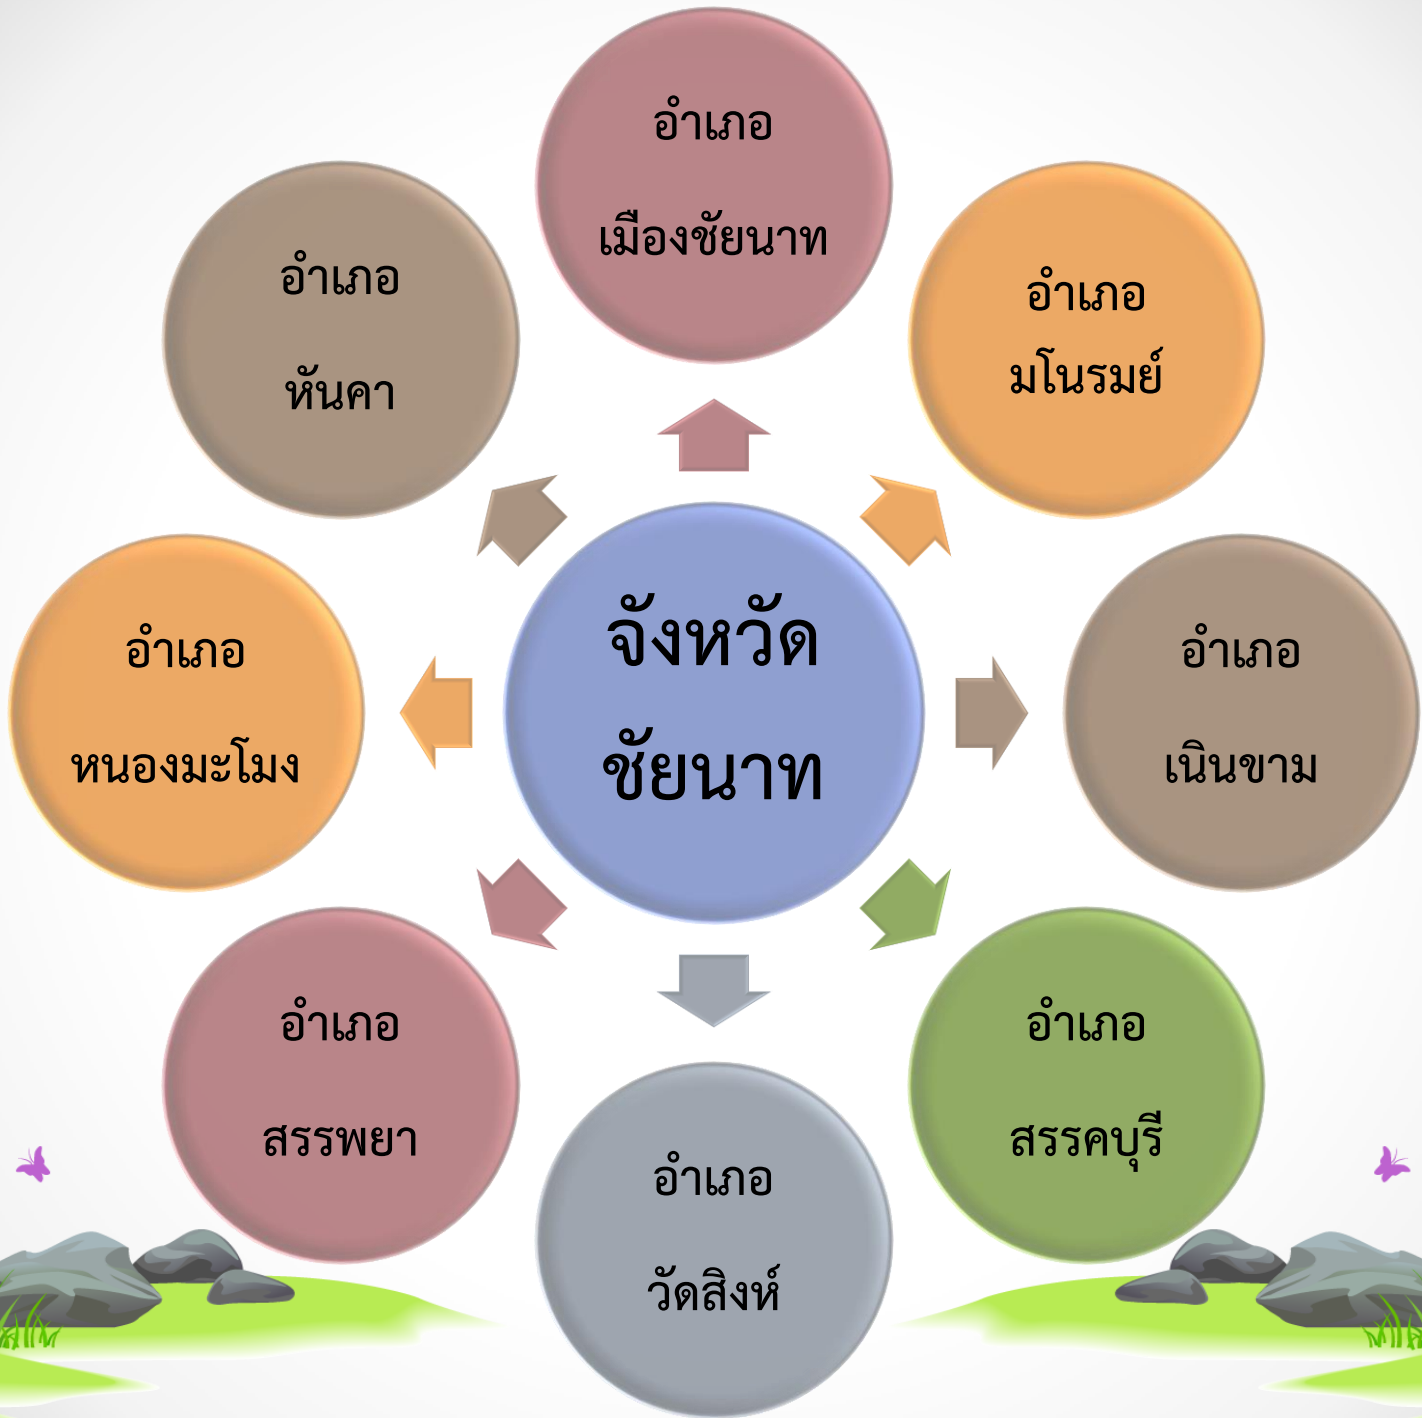 อำเภอ
เมืองชัยนาท
อำเภอ
มโนรมย์
อำเภอ
เนินขาม
อำเภอ
สรรคบุรี
อำเภอ
วัดสิงห์
อำเภอ
สรรพยา
อำเภอ
หนองมะโมง
อำเภอ
หันคา
จังหวัด
ชัยนาท